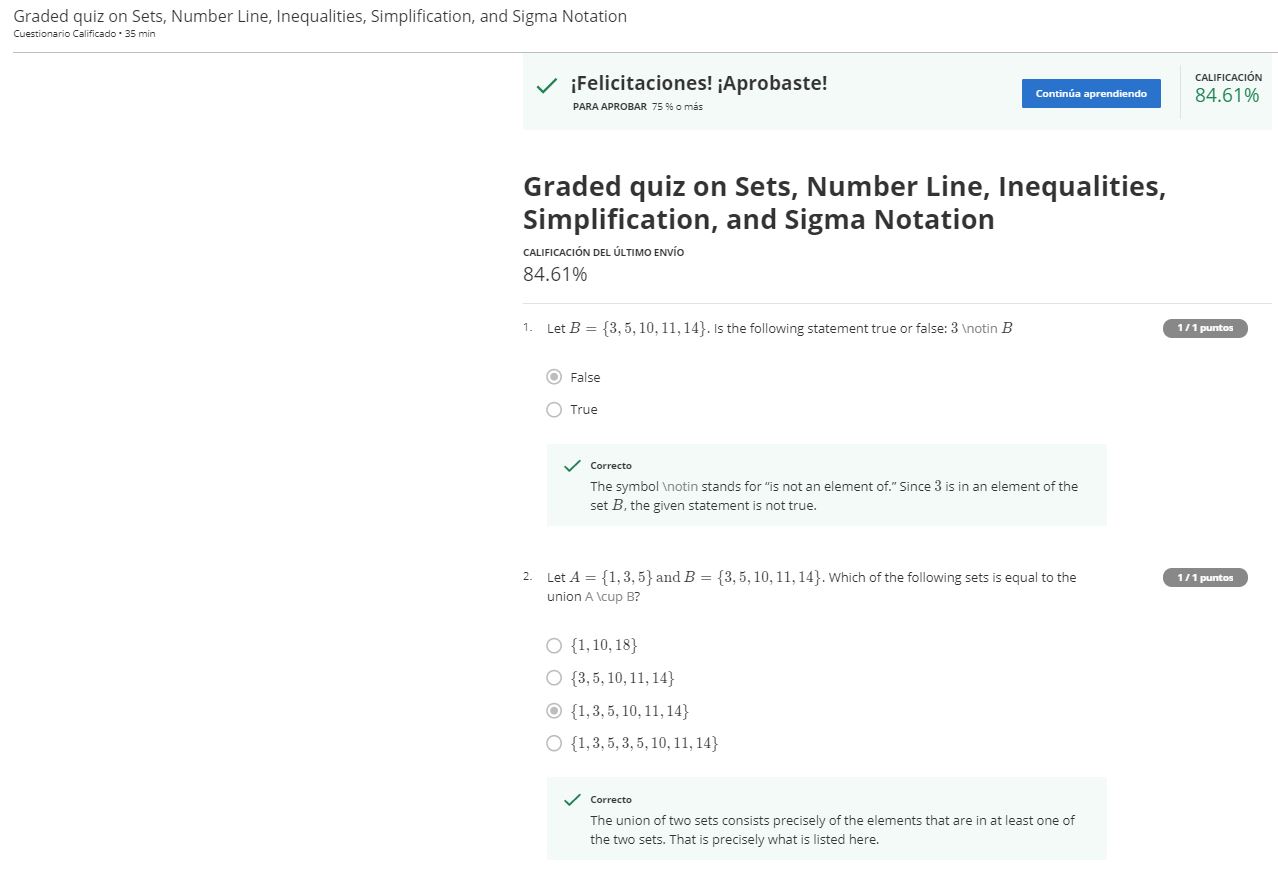 Graded quiz on Sets, Number Line, Inequalities, Simplification, and Sigma Notation
Cuestionario Calificado • 35 min
¡Felicitaciones! ¡Aprobaste!
PARA APROBAR 75 % o más
Continúa aprendiendo
CALIFICACIÓN
84.61%
Graded quiz on Sets, Number Line, Inequalities,
Simplification, and Sigma Notation
CALIFICACIÓN DEL ÚLTIMO ENVÍO
84.61%
1. Let B = {3, 5, 10, 11, 14}. Is the following statement true or false: 3 \notin B
1 / 1 puntos
False
True
Correcto
The symbol \notin stands for “is not an element of.” Since 3 is in an element of the
set B, the given statement is not true.
2. Let A = {1, 3, 5} and B = {3, 5, 10, 11, 14}. Which of the following sets is equal to the
union A \cup B?
1 / 1 puntos
{1, 10, 18}
{3, 5, 10, 11, 14}
{1, 3, 5, 10, 11, 14}
{1, 3, 5, 3, 5, 10, 11, 14}
Correcto
The union of two sets consists precisely of the elements that are in at least one of
the two sets. That is precisely what is listed here.